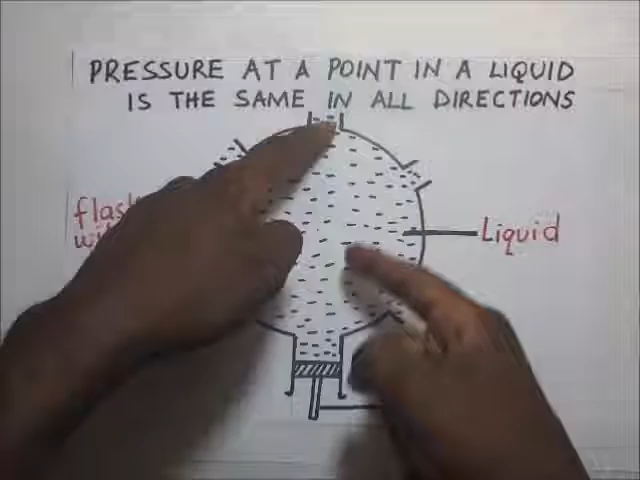 PRESSURE AT A POINT IN A LIQUID
IS THE SAME IN ALL DIRECTIONS
Liquid